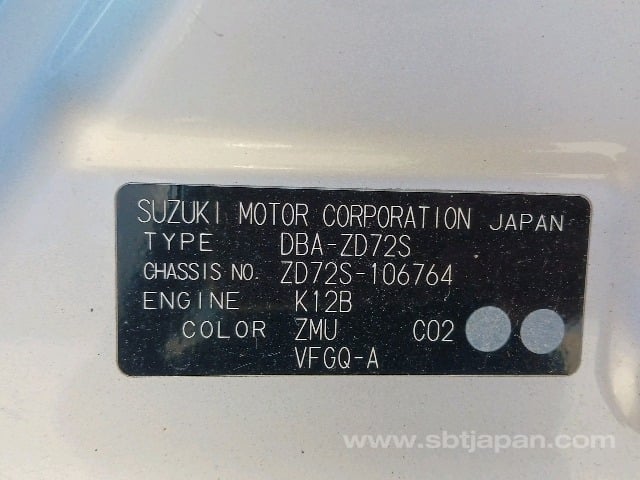 SUZUKI MOTOR CORPORATION JAPAN
TYPE DBA-ZD72S
CHASSIS NO. ZD72S-106764
ENGINE K12B
COLOR ZMU C02
VFGQ-A
www.sbtjapan.com